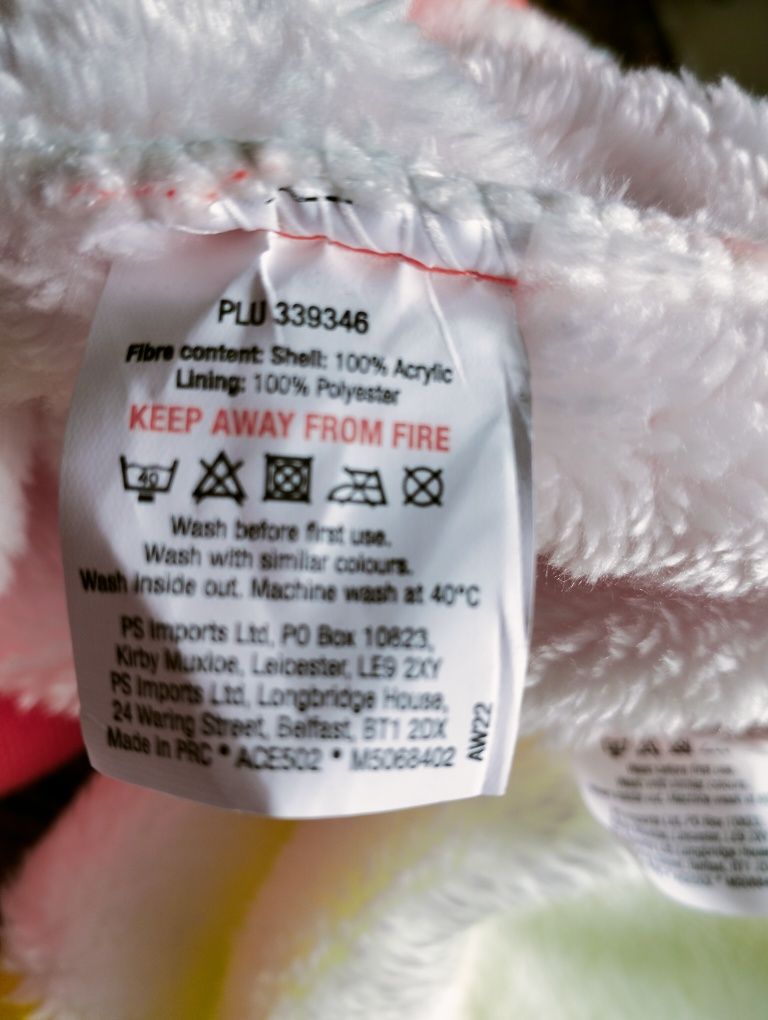 PLU 339346
Fibre content: Shell: 100% Acrylic
Lining: 100% Polyester
KEEP AWAY FROM FIRE
40
Wash before first use.
Wash with similar colours.
Wash inside out. Machine wash at 40°C
PS Imports Ltd, PO Box 10823,
Kirby Muxloe, Leicester, LE9 2XY
PS Imports Ltd, Longbridge House,
24 Waring Street, Belfast, BT1 2DX
Made in PRC * ACE502 * M5068402
AW22